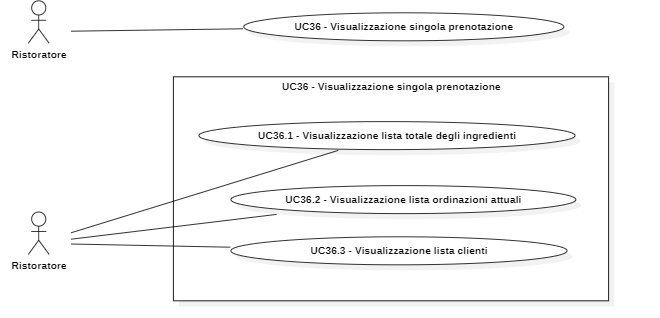 UC36 - Visualizzazione singola prenotazione
Ristoratore
UC36 - Visualizzazione singola prenotazione
UC36.1 - Visualizzazione lista totale degli ingredienti
UC36.2 - Visualizzazione lista ordinazioni attuali
UC36.3 - Visualizzazione lista clienti
Ristoratore